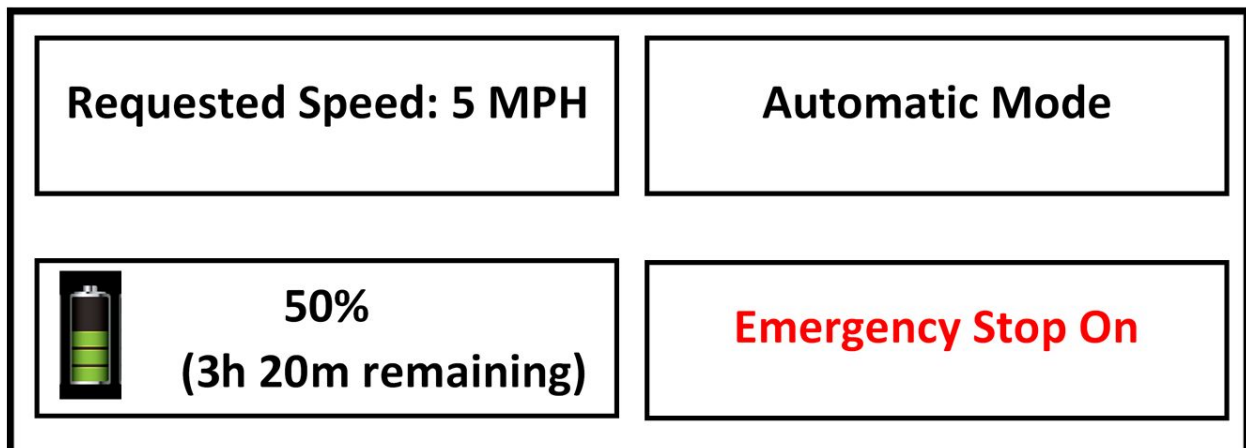 Requested Speed: 5 MPH
Automatic Mode
50%
(3h 20m remaining)
Emergency Stop On